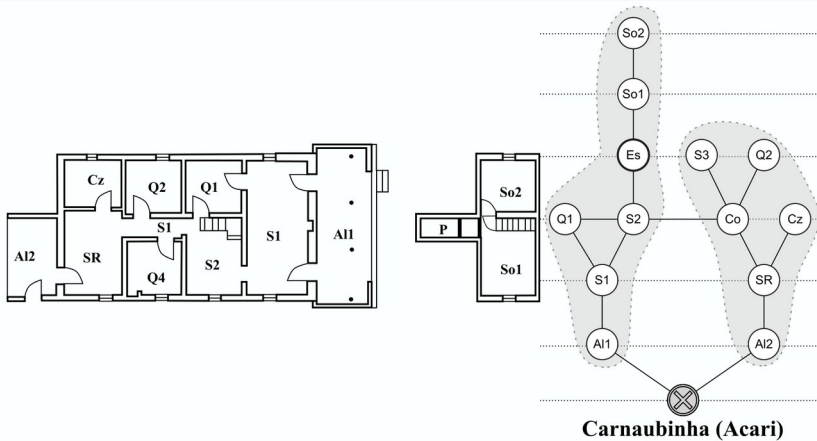 Cz
Q2
Q1
S1
S1
Al1
Al2
SR
Q4
S2
So2
P
So1
So2
So1
Es
S3
Q2
Q1
S2
Co
Cz
S1
SR
Al1
Al2
Carnaubinha (Acari)